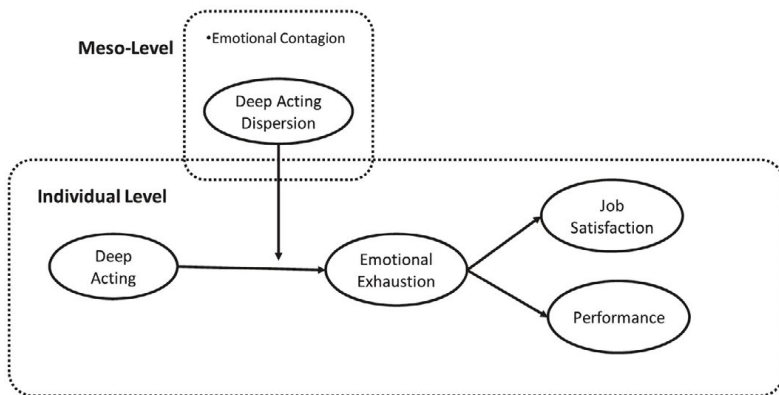 •Emotional Contagion
Meso-Level
Deep Acting
Dispersion
Individual Level
Job
Satisfaction
Deep
Acting
Emotional
Exhaustion
Performance